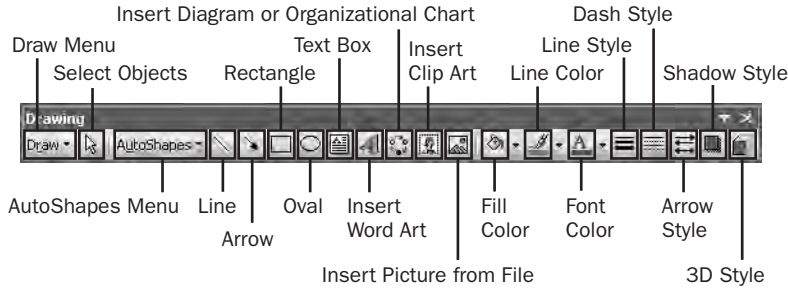 Insert Diagram or Organizational Chart
Dash Style
Draw Menu
Text Box
Insert
Clip Art
Line Style
Select Objects
Rectangle
Line Color
Shadow Style
Drawing
Draw
AutoShapes
A
AutoShapes Menu
Line
Arrow
Oval
Insert
Word Art
Insert Picture from File
Fill
Color
Font
Color
Arrow
Style
3D Style